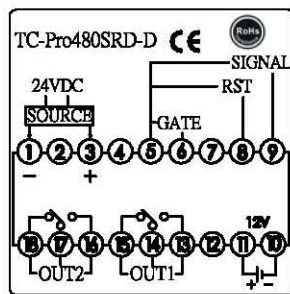 TC-Pro480SRD-D CE RoHs
SIGNAL
24VDC RST
SOURCE GATE
1 2 3 4 5 6 7 8 9
- +
12V
18 17 16 15 14 13 12 11 10
OUT2 OUT1 + -